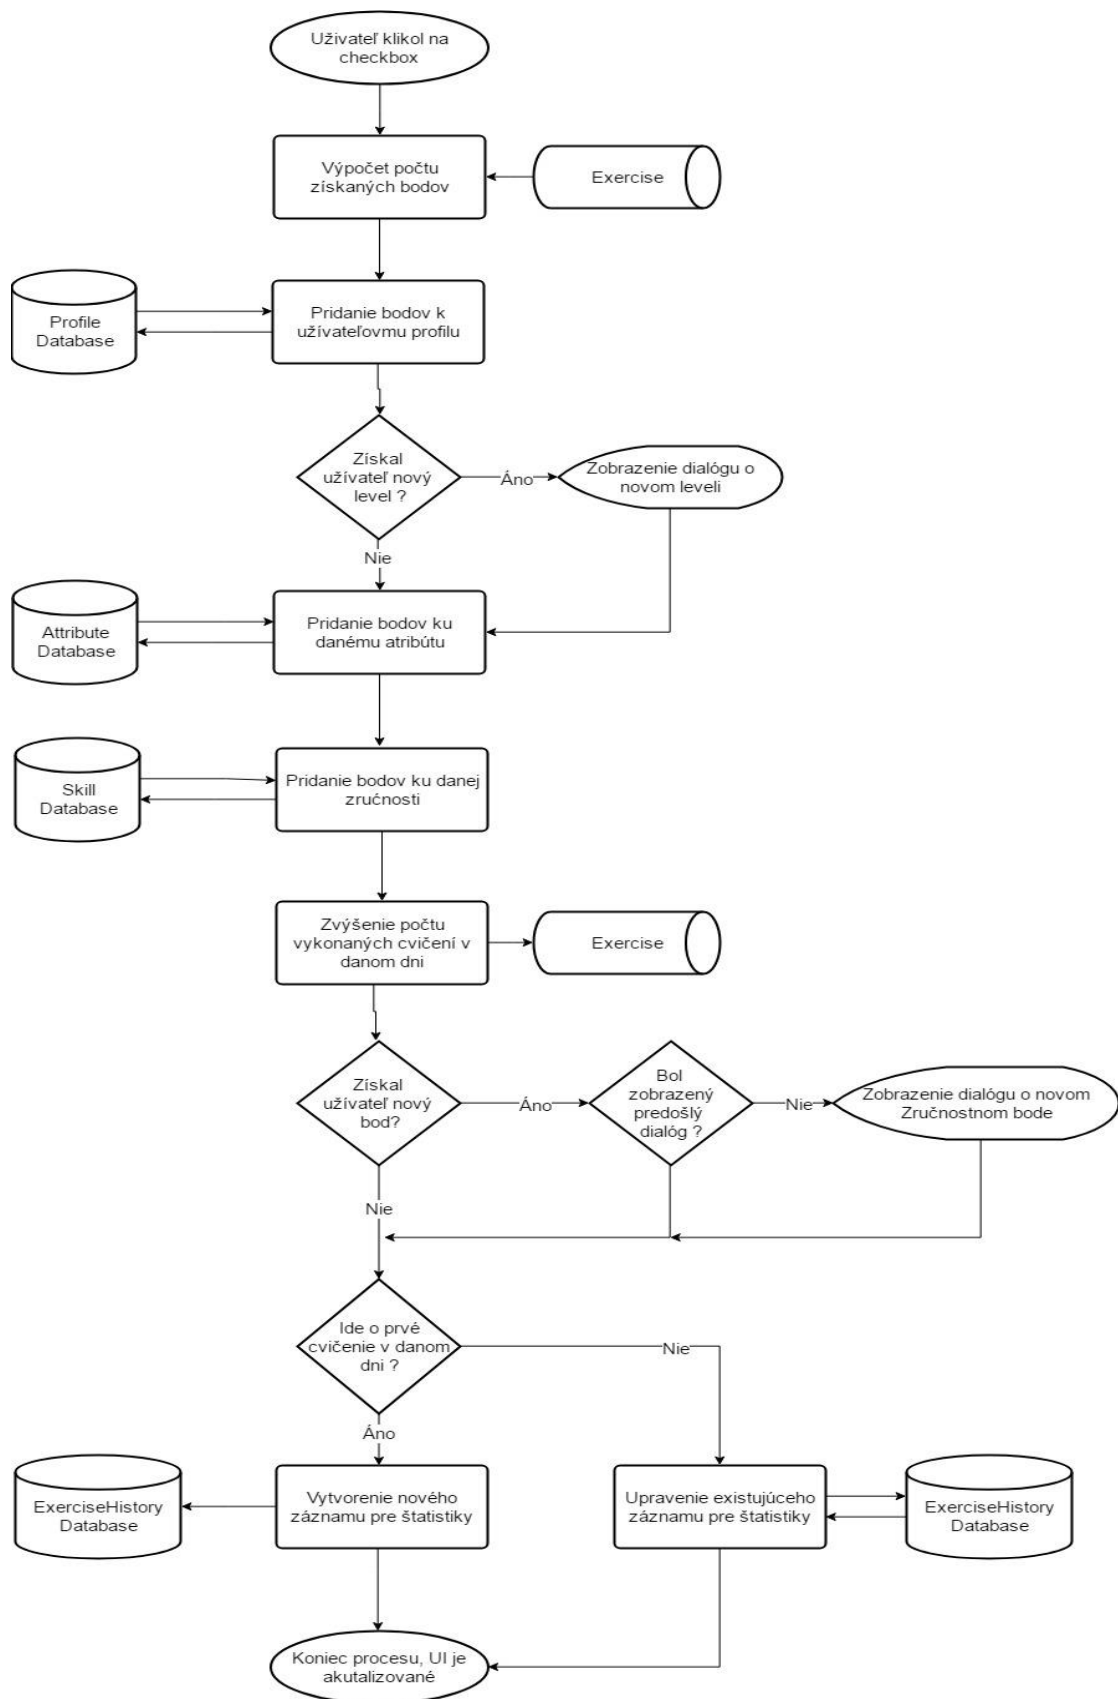 Uživateľ klikol na
checkbox
Výpočet počtu
získaných bodov
Exercise
Profile
Database
Pridanie bodov k
užívateľovmu profilu
Získal
užívateľ nový
level ?
Áno
Zobrazenie dialógu o
novom leveli
Nie
Attribute
Database
Pridanie bodov ku
danému atribútu
Skill
Database
Pridanie bodov ku danej
zrućnosti
Zvýšenie počtu
vykonaných cvičení v
danom dni
Exercise
Získal
užívateľ nový
bod?
Áno
Bol
zobrazený
predošlý
dialóg ?
Nie
Zobrazenie dialógu o novom
Zručnostnom bode
Nie
Ide o prvé
cvičenie v danom
dni ?
Nie
Áno
ExerciseHistory
Database
Vytvorenie nového
záznamu pre štatistiky
Upravenie existujúceho
záznamu pre štatistiky
ExerciseHistory
Database
Koniec procesu, UI je
akutalizované